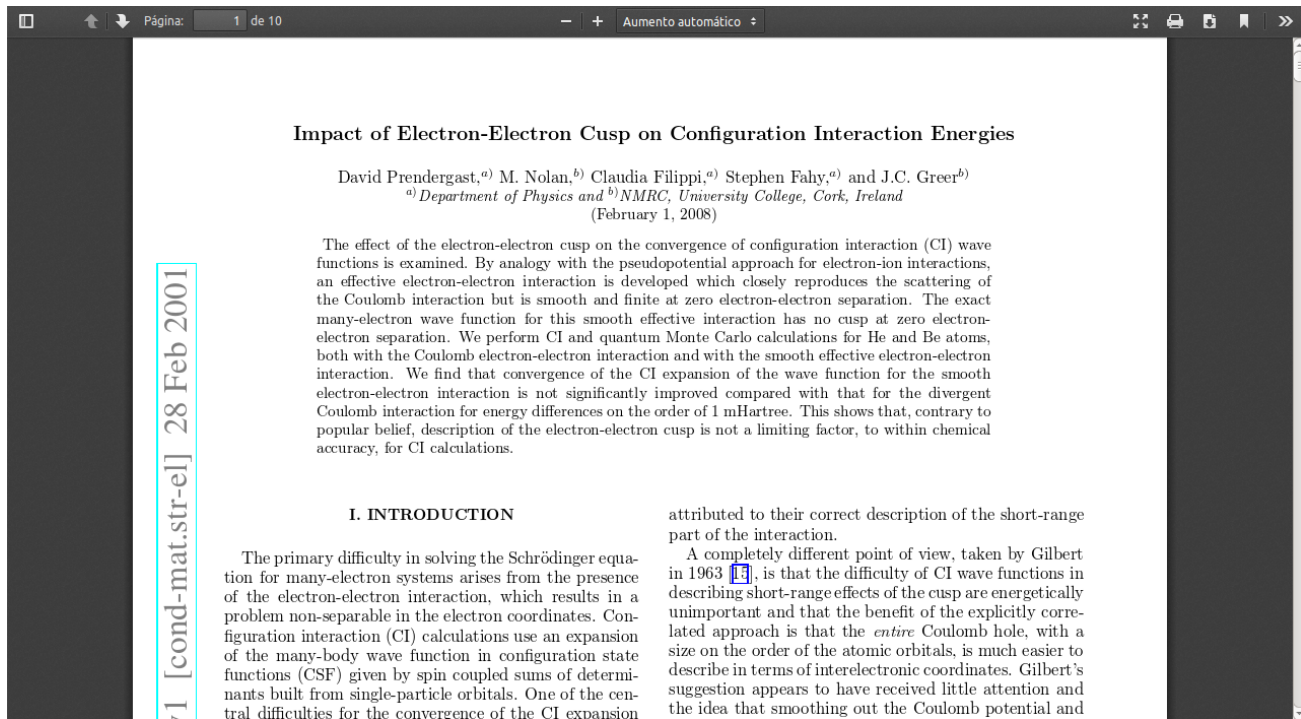 Página: 1 de 10 − + Aumento automático
Impact of Electron-Electron Cusp on Configuration Interaction Energies
David Prendergast,a) M. Nolan,b) Claudia Filippi,a) Stephen Fahy,a) and J.C. Greerb)
a)Department of Physics and b)NMRC, University College, Cork, Ireland
(February 1, 2008)
The effect of the electron-electron cusp on the convergence of configuration interaction (CI) wave
functions is examined. By analogy with the pseudopotential approach for electron-ion interactions,
an effective electron-electron interaction is developed which closely reproduces the scattering of
the Coulomb interaction but is smooth and finite at zero electron-electron separation. The exact
many-electron wave function for this smooth effective interaction has no cusp at zero electron-
electron separation. We perform CI and quantum Monte Carlo calculations for He and Be atoms,
both with the Coulomb electron-electron interaction and with the smooth effective electron-electron
interaction. We find that convergence of the CI expansion of the wave function for the smooth
electron-electron interaction is not significantly improved compared with that for the divergent
Coulomb interaction for energy differences on the order of 1 mHartree. This shows that, contrary to
popular belief, description of the electron-electron cusp is not a limiting factor, to within chemical
accuracy, for CI calculations.
v1 [cond-mat.str-el] 28 Feb 2001
I. INTRODUCTION
The primary difficulty in solving the Schrödinger equa-
tion for many-electron systems arises from the presence
of the electron-electron interaction, which results in a
problem non-separable in the electron coordinates. Con-
figuration interaction (CI) calculations use an expansion
of the many-body wave function in configuration state
functions (CSF) given by spin coupled sums of determi-
nants built from single-particle orbitals. One of the cen-
tral difficulties for the convergence of the CI expansion
attributed to their correct description of the short-range
part of the interaction.
A completely different point of view, taken by Gilbert
in 1963 [15], is that the difficulty of CI wave functions in
describing short-range effects of the cusp are energetically
unimportant and that the benefit of the explicitly corre-
lated approach is that the entire Coulomb hole, with a
size on the order of the atomic orbitals, is much easier to
describe in terms of interelectronic coordinates. Gilbert's
suggestion appears to have received little attention and
the idea that smoothing out the Coulomb potential and